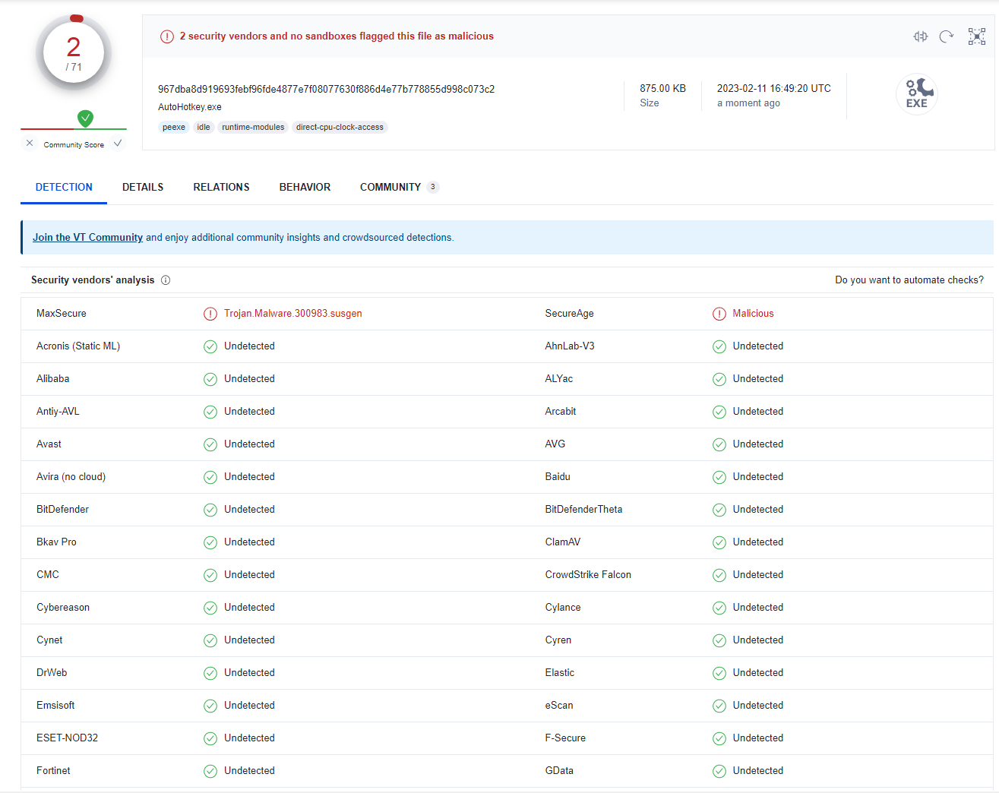 2
/ 71
Community Score
2 security vendors and no sandboxes flagged this file as malicious
967dba8d919693febf96fde4877e7f08077630f886d4e77b778855d998c073c2
AutoHotkey.exe
peexe idle runtime-modules direct-cpu-clock-access
875.00 KB
Size
2023-02-11 16:49:20 UTC
a moment ago
EXE
DETECTION DETAILS RELATIONS BEHAVIOR COMMUNITY 3
Join the VT Community and enjoy additional community insights and crowdsourced detections.
Security vendors' analysis Do you want to automate checks?
MaxSecure Trojan.Malware.300983.susgen SecureAge Malicious
Acronis (Static ML) Undetected AhnLab-V3 Undetected
Alibaba Undetected ALYac Undetected
Antiy-AVL Undetected Arcabit Undetected
Avast Undetected AVG Undetected
Avira (no cloud) Undetected Baidu Undetected
BitDefender Undetected BitDefenderTheta Undetected
Bkav Pro Undetected ClamAV Undetected
CMC Undetected CrowdStrike Falcon Undetected
Cybereason Undetected Cylance Undetected
Cynet Undetected Cyren Undetected
DrWeb Undetected Elastic Undetected
Emsisoft Undetected eScan Undetected
ESET-NOD32 Undetected F-Secure Undetected
Fortinet Undetected GData Undetected